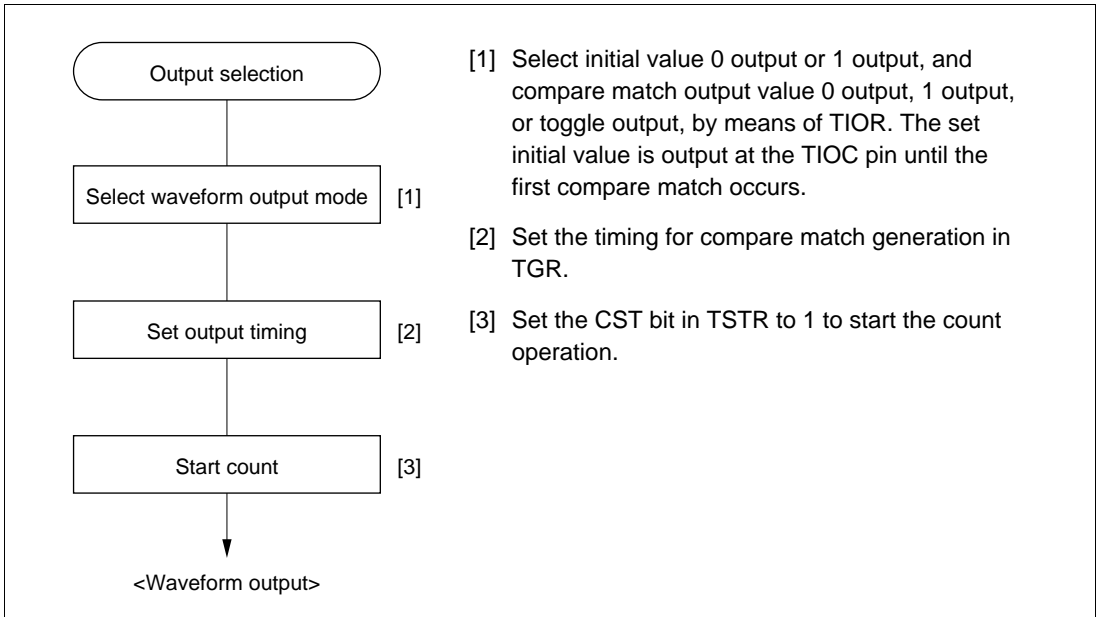 Output selection
Select waveform output mode [1]
Set output timing [2]
Start count [3]
<Waveform output>
[1] Select initial value 0 output or 1 output, and
compare match output value 0 output, 1 output,
or toggle output, by means of TIOR. The set
initial value is output at the TIOC pin until the
first compare match occurs.
[2] Set the timing for compare match generation in
TGR.
[3] Set the CST bit in TSTR to 1 to start the count
operation.